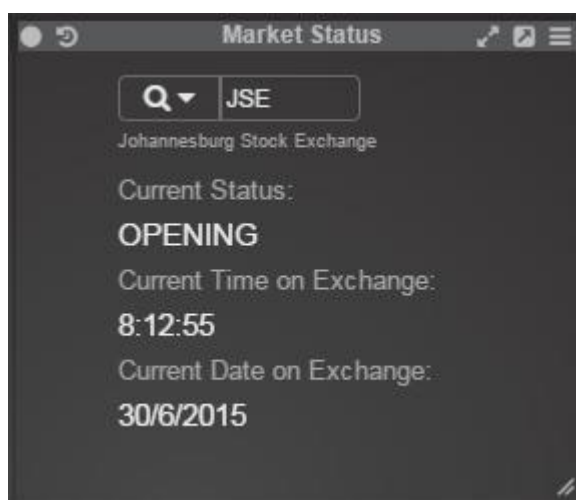 Market Status
JSE
Johannesburg Stock Exchange
Current Status:
OPENING
Current Time on Exchange:
8:12:55
Current Date on Exchange:
30/6/2015